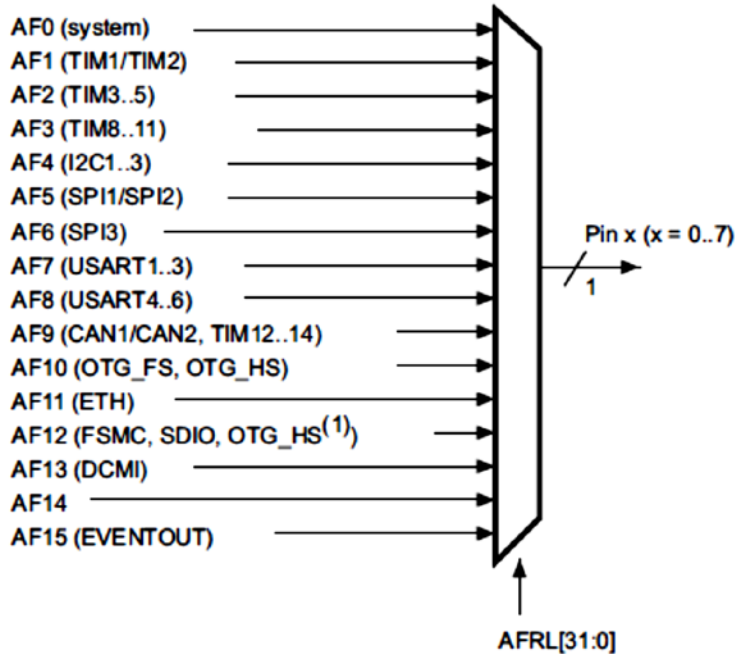 AF0 (system)
AF1 (TIM1/TIM2)
AF2 (TIM3..5)
AF3 (TIM8..11)
AF4 (I2C1..3)
AF5 (SPI1/SPI2)
AF6 (SPI3)
AF7 (USART1..3)
AF8 (USART4..6)
AF9 (CAN1/CAN2, TIM12..14)
AF10 (OTG_FS, OTG_HS)
AF11 (ETH)
AF12 (FSMC, SDIO, OTG_HS(1))
AF13 (DCMI)
AF14
AF15 (EVENTOUT)
Pin x (x = 0..7)
1
AFRL[31:0]